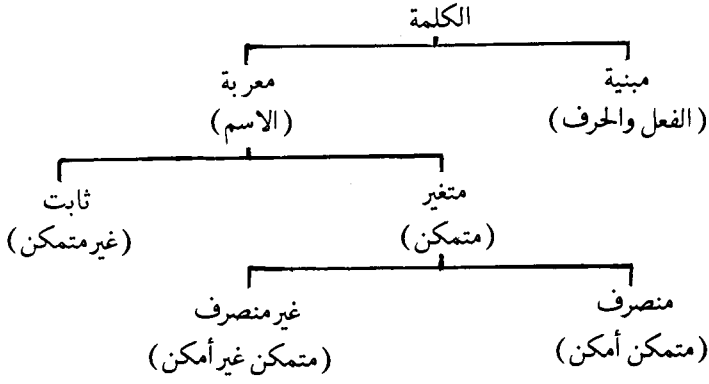 الكلمة
مبنية
معربة
(الفعل والحرف)
(الاسم)
متغير
ثابت
(متمكن)
(غير متمكن)
منصرف
غير منصرف
(متمكن أمكن)
(متمكن غير أمكن)